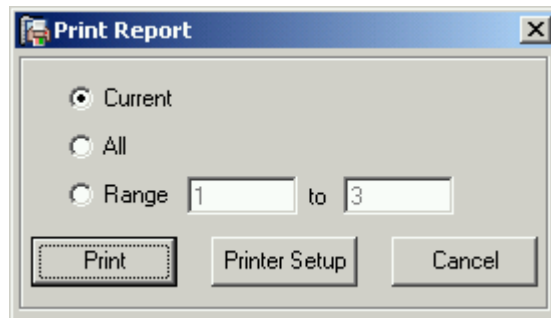 Print Report
Current
All
Range 1 to 3
Print Printer Setup Cancel